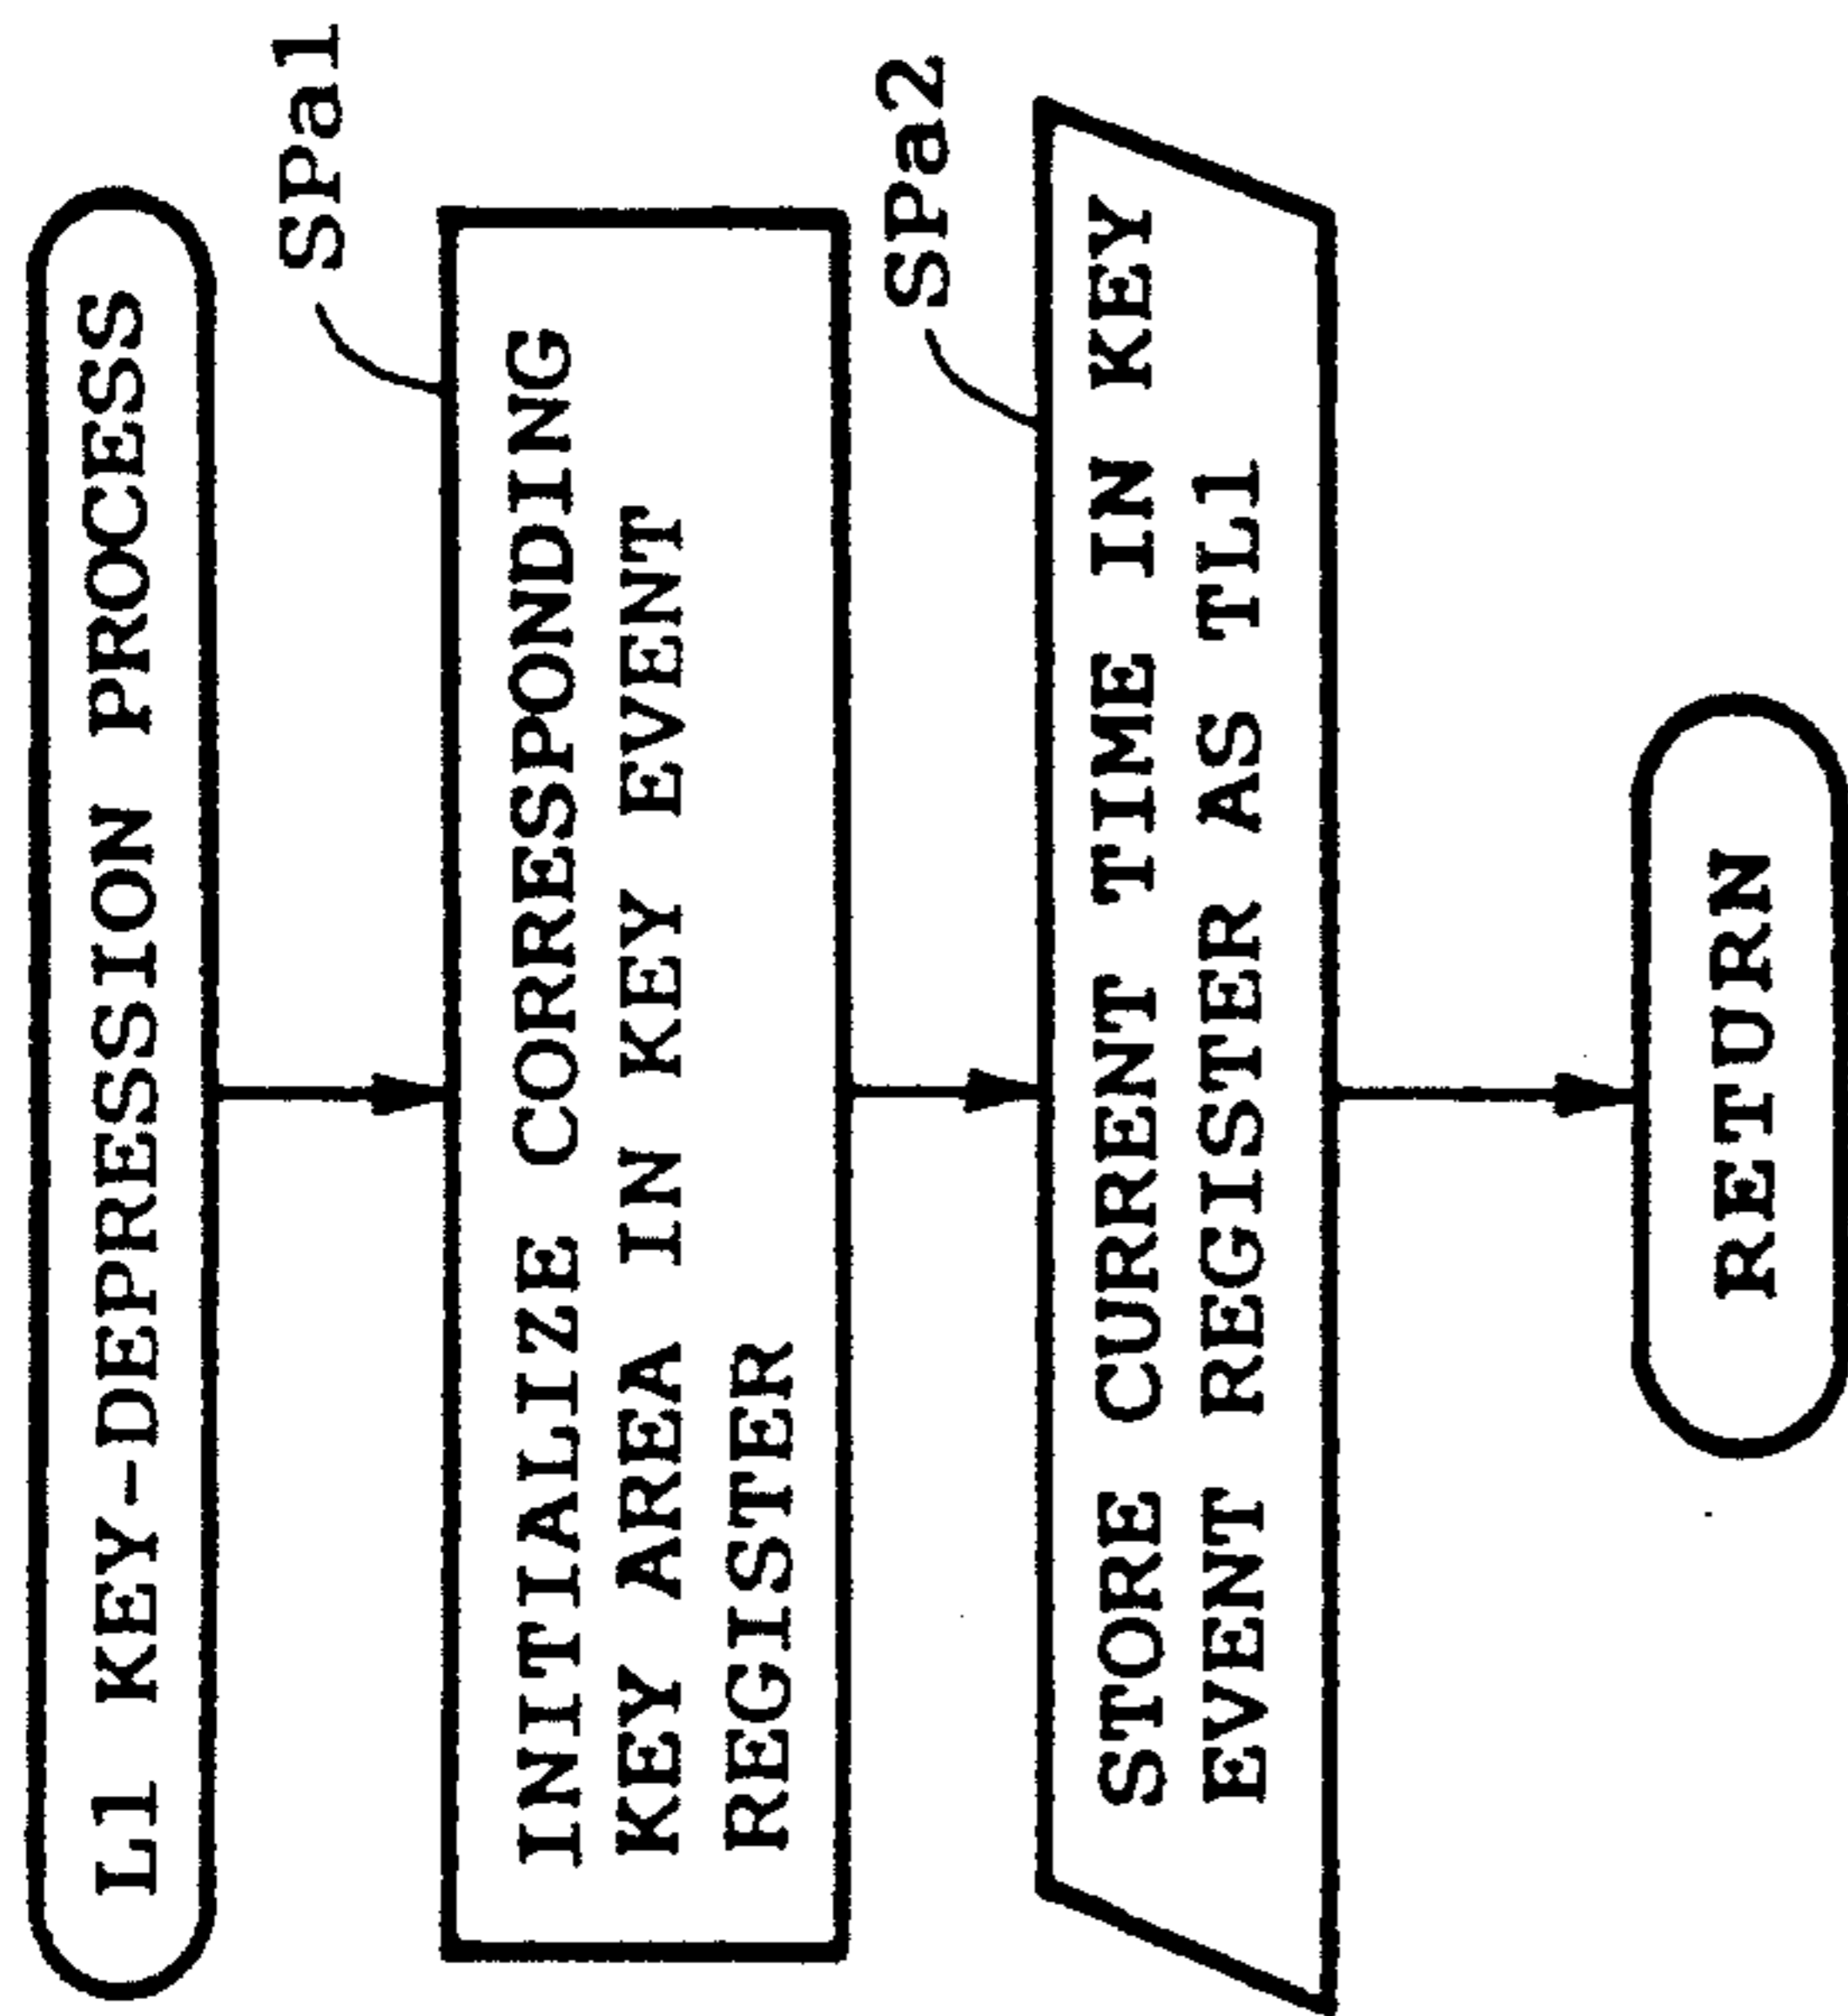 L1 KEY-DEPRESSION PROCESS
SPa1
INITIALIZE CORRESPONDING
KEY AREA IN KEY EVENT
REGISTER
SPa2
STORE CURRENT TIME IN KEY
EVENT REGISTER AS TL1
RETURN